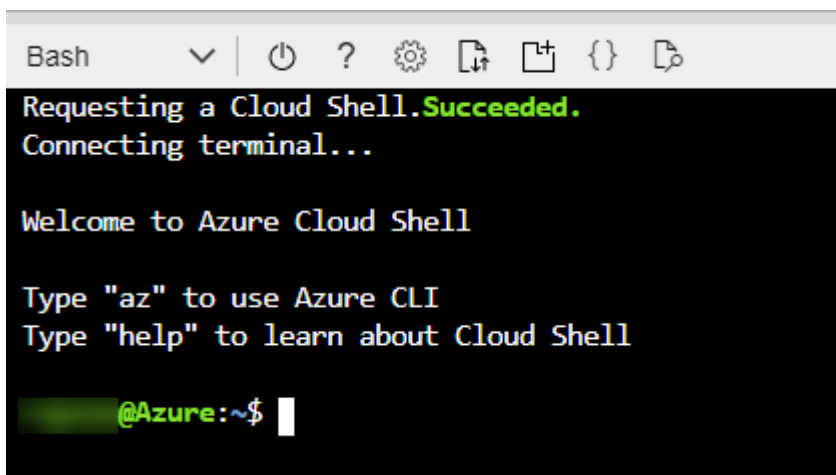 Bash ? {}
Requesting a Cloud Shell.Succeeded.
Connecting terminal...
Welcome to Azure Cloud Shell
Type "az" to use Azure CLI
Type "help" to learn about Cloud Shell
@Azure:~$